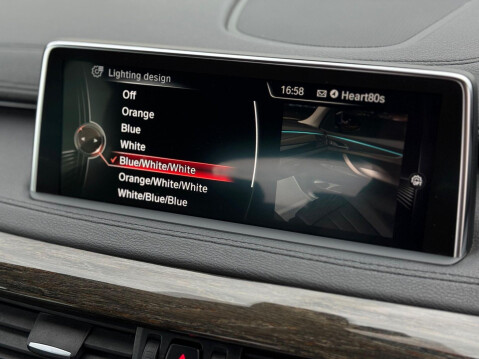 Lighting design
16:58 Heart80s
Off
Orange
Blue
White
Blue/White/White
Orange/White/White
White/Blue/Blue